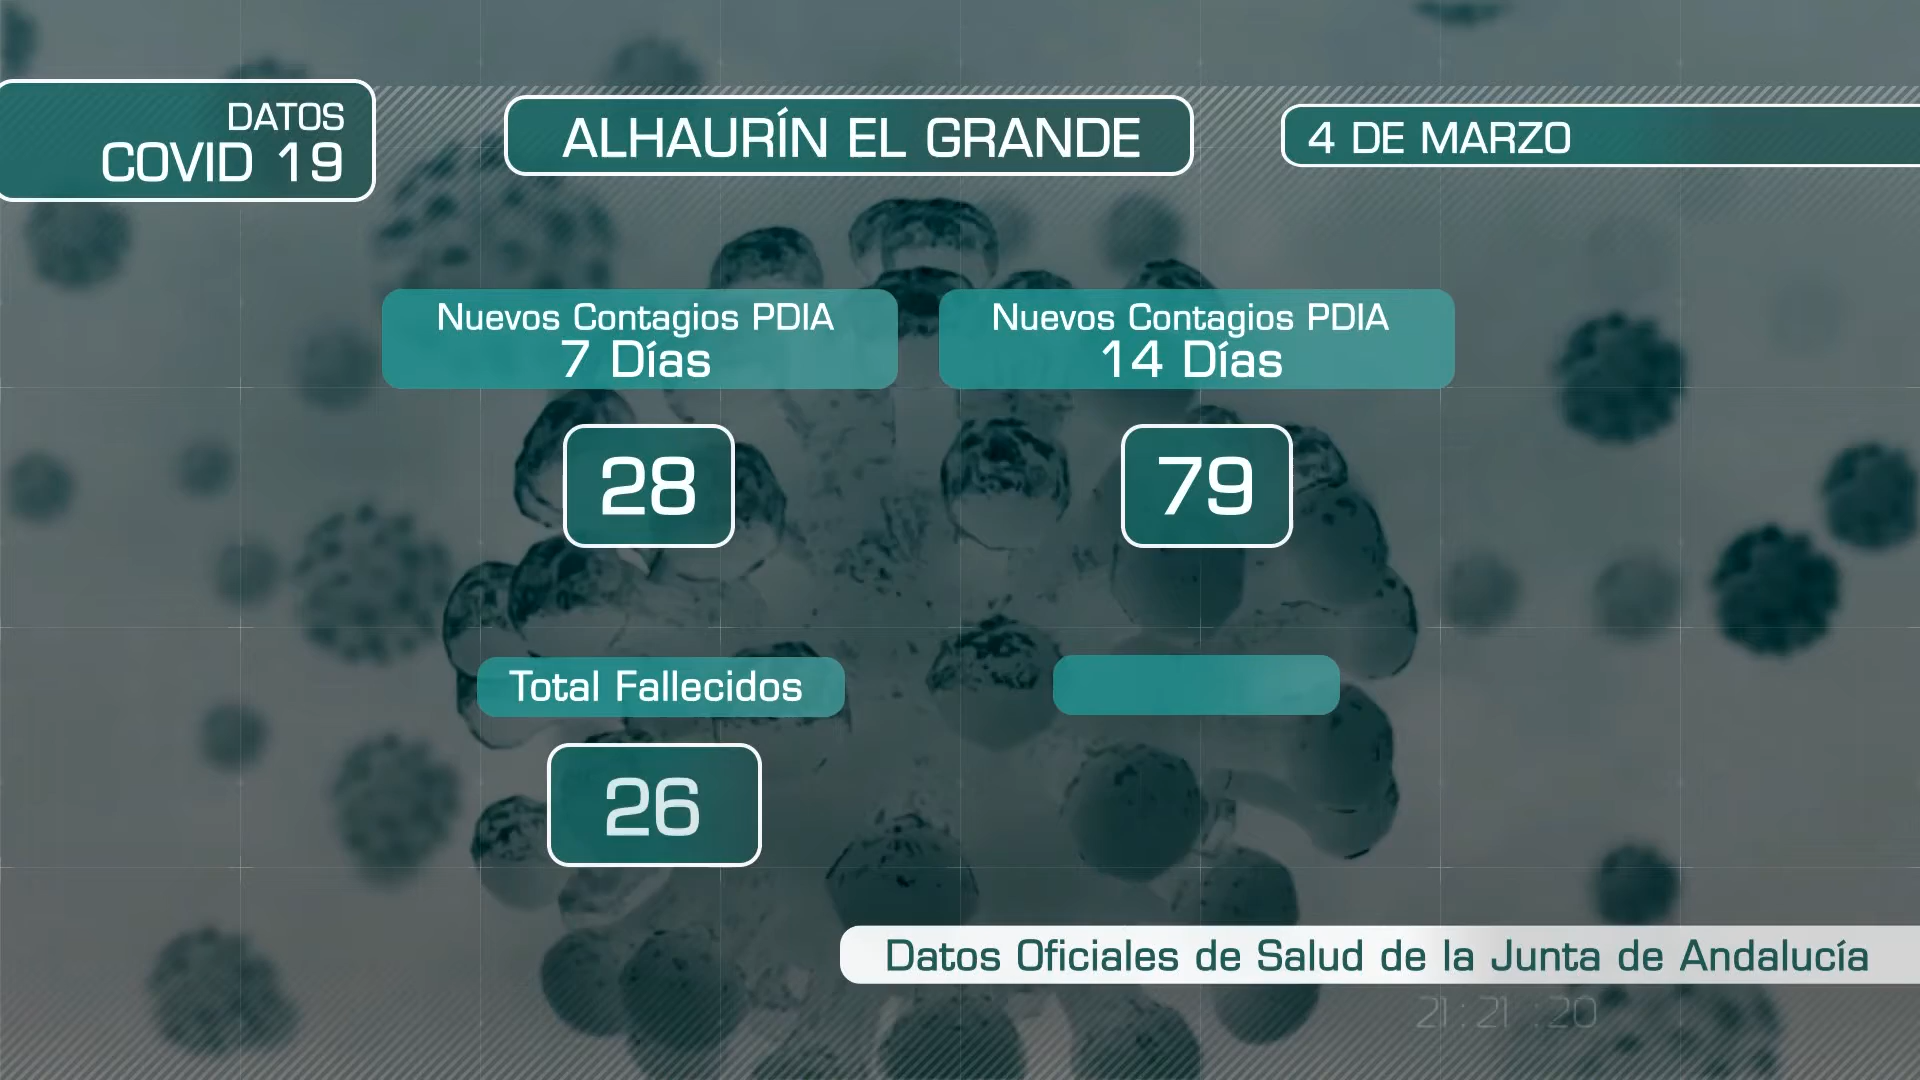 DATOS
COVID 19
ALHAURÍN EL GRANDE
4 DE MARZO
Nuevos Contagios PDIA
7 Días
Nuevos Contagios PDIA
14 Días
28
79
Total Fallecidos
26
Datos Oficiales de Salud de la Junta de Andalucía
21:21:20